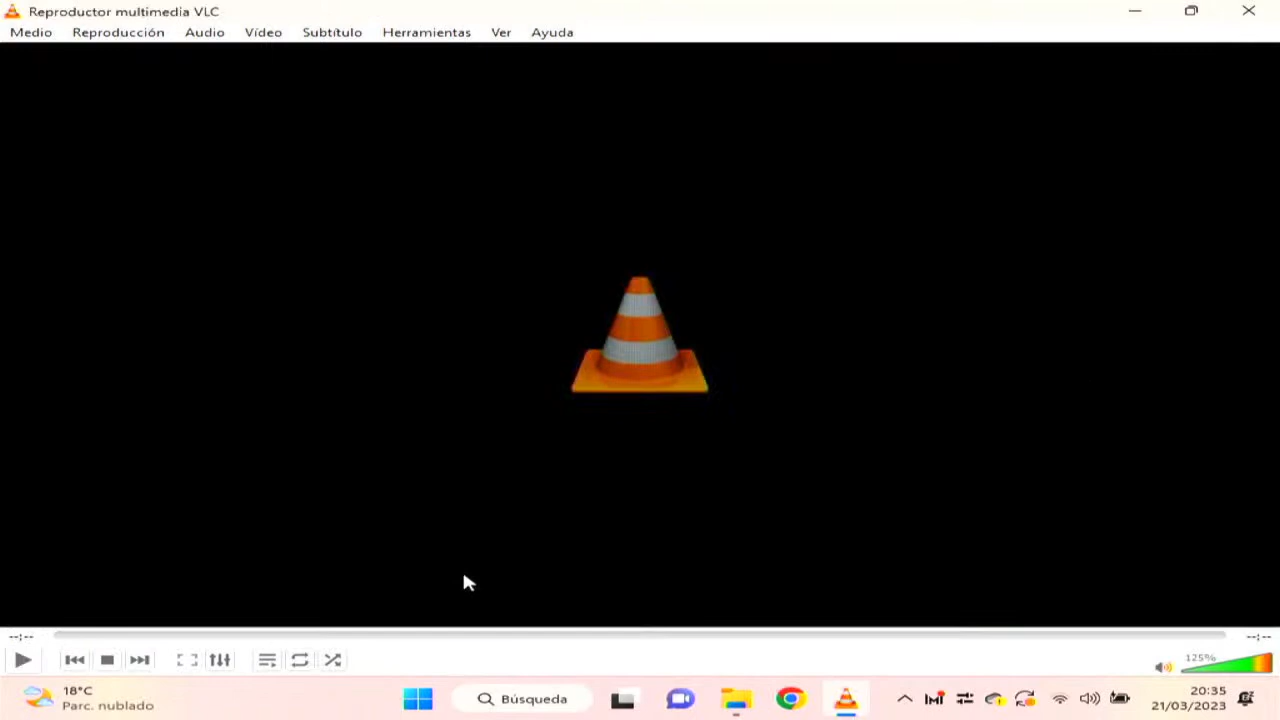 Reproductor multimedia VLC
Medio Reproducción Audio Vídeo Subtítulo Herramientas Ver Ayuda
--:-- --:--
125%
18°C
Parc. nublado
Búsqueda
20:35
21/03/2023